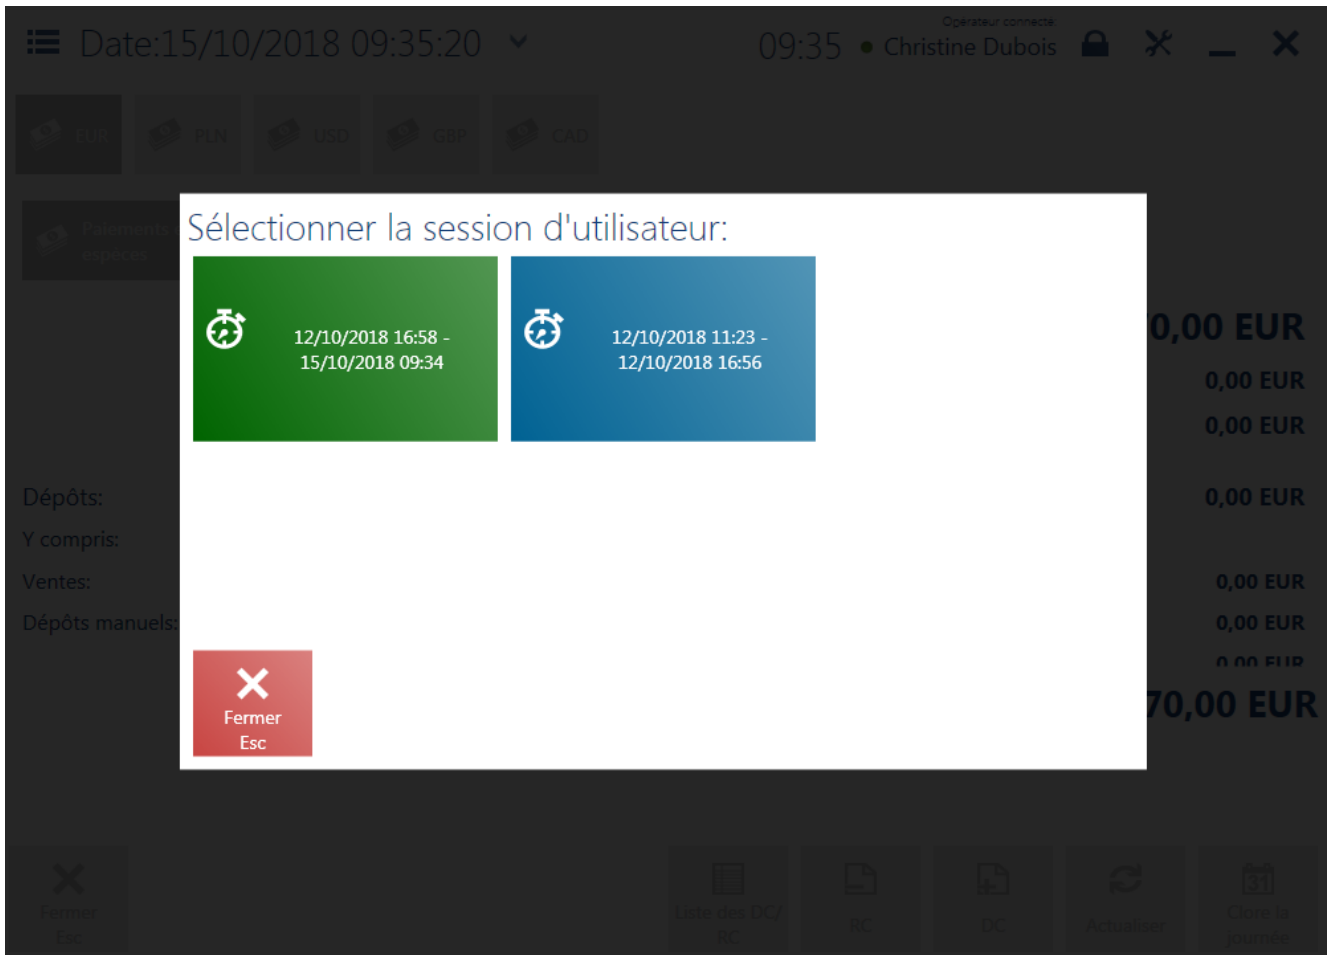 Opérateur connecté
Date:15/10/2018 09:35:20
09:35
Christine Dubois
EUR
PLN
USD
GBP
CAD
Paiements
espèces
Sélectionner la session d'utilisateur:
12/10/2018 16:58 -
15/10/2018 09:34
12/10/2018 11:23 -
12/10/2018 16:56
0,00 EUR
0,00 EUR
0,00 EUR
Dépôts:
0,00 EUR
Y compris:
Ventes:
0,00 EUR
Dépôts manuels:
0,00 EUR
0,00 EUR
70,00 EUR
Fermer
Esc
Fermer
Esc
Liste des DC/
RC
RC
DC
Actualiser
31
Clore la
journée